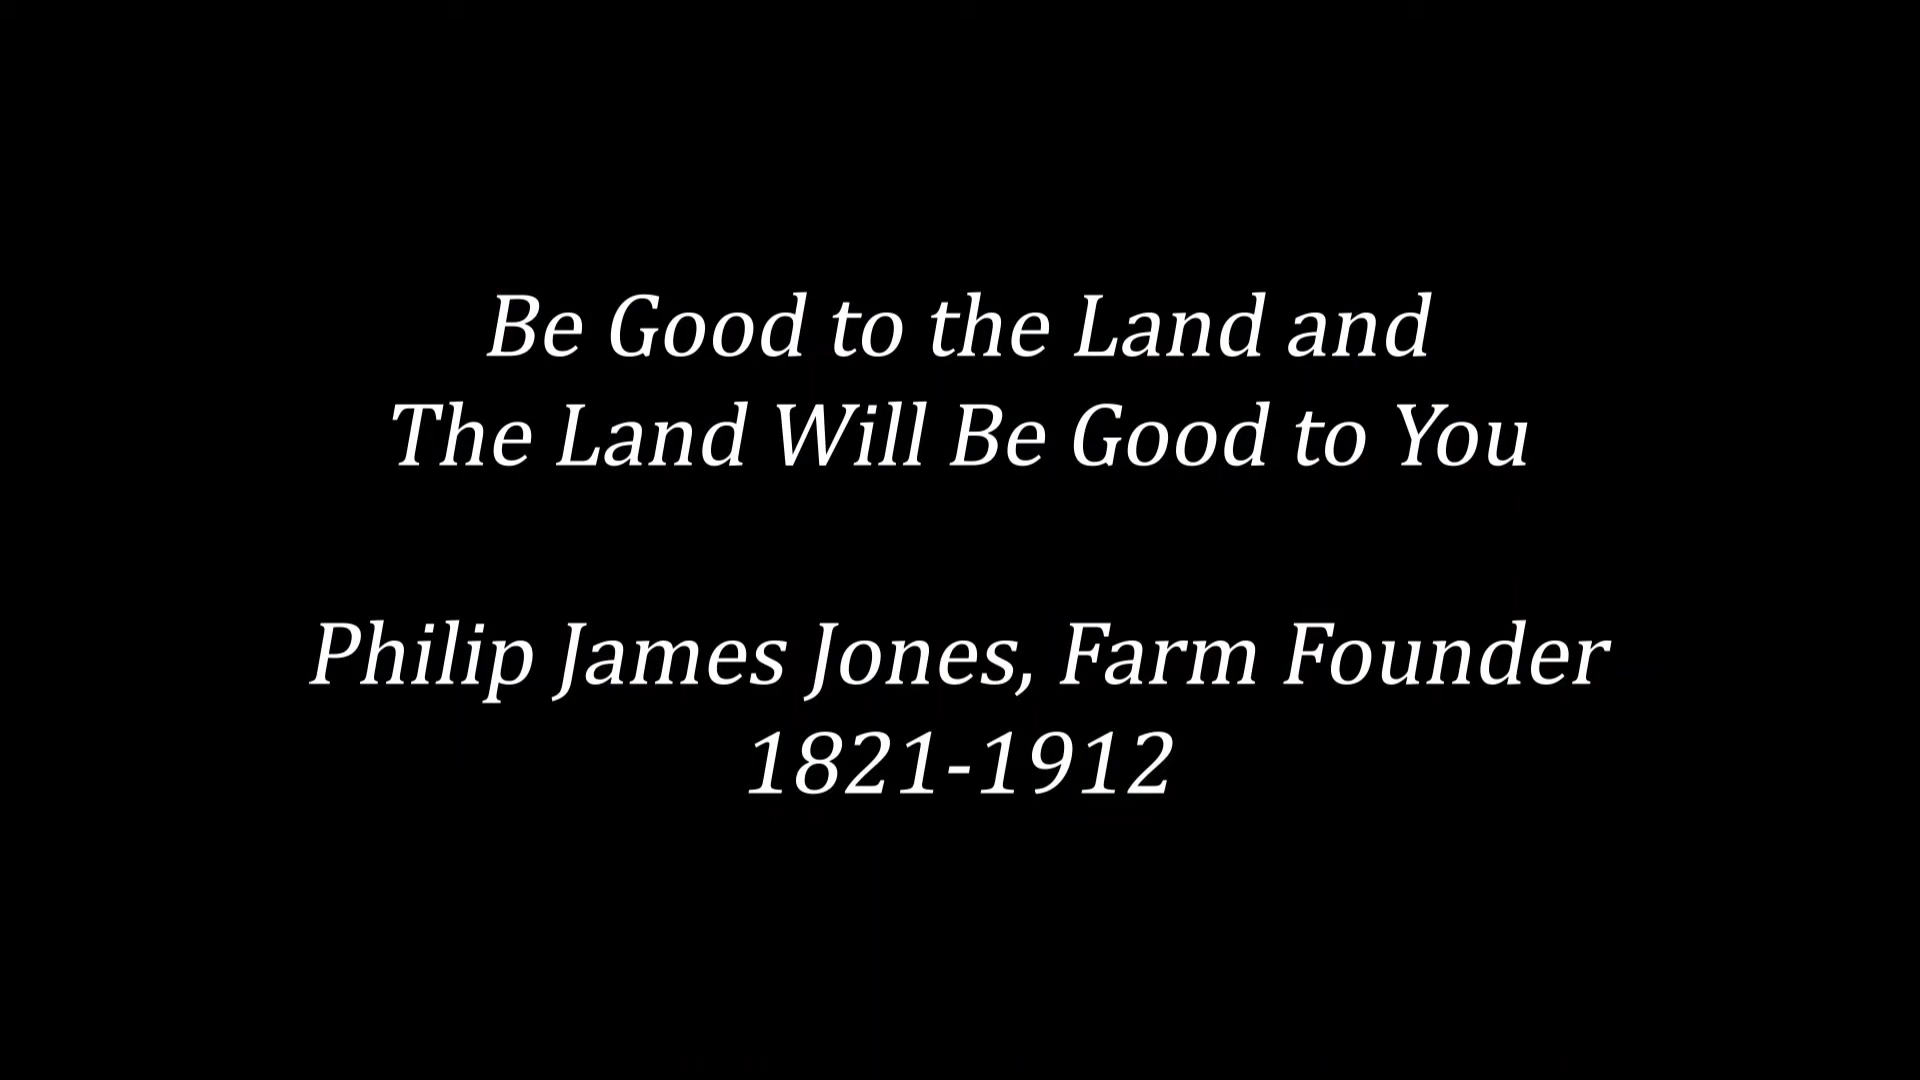 Be Good to the Land and
The Land Will Be Good to You
Philip James Jones, Farm Founder
1821-1912